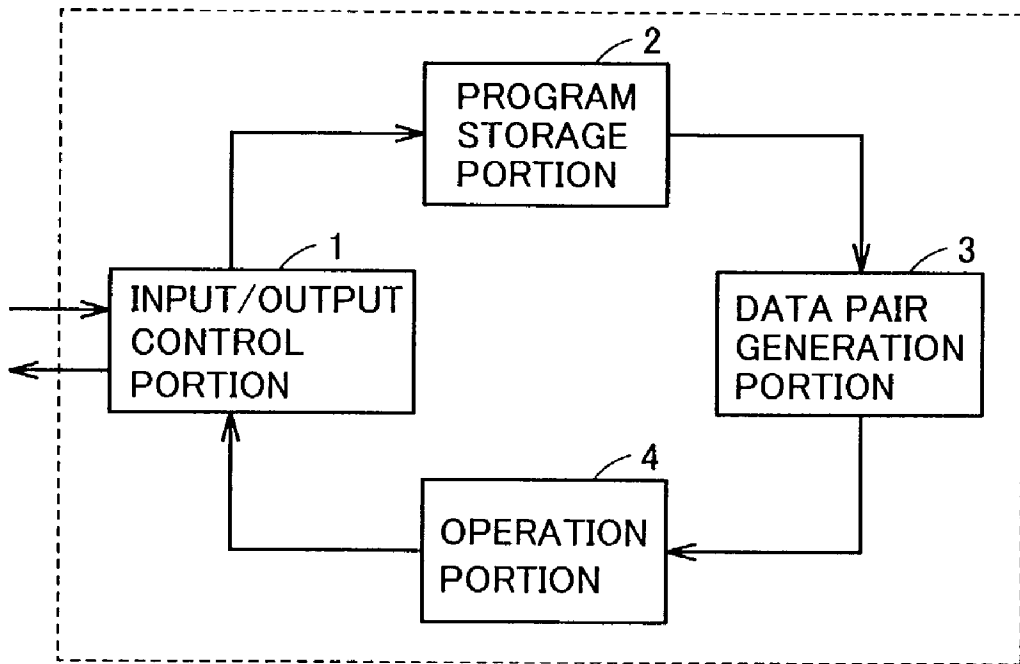 2
PROGRAM
STORAGE
PORTION
1
INPUT/OUTPUT
CONTROL
PORTION
3
DATA PAIR
GENERATION
PORTION
4
OPERATION
PORTION